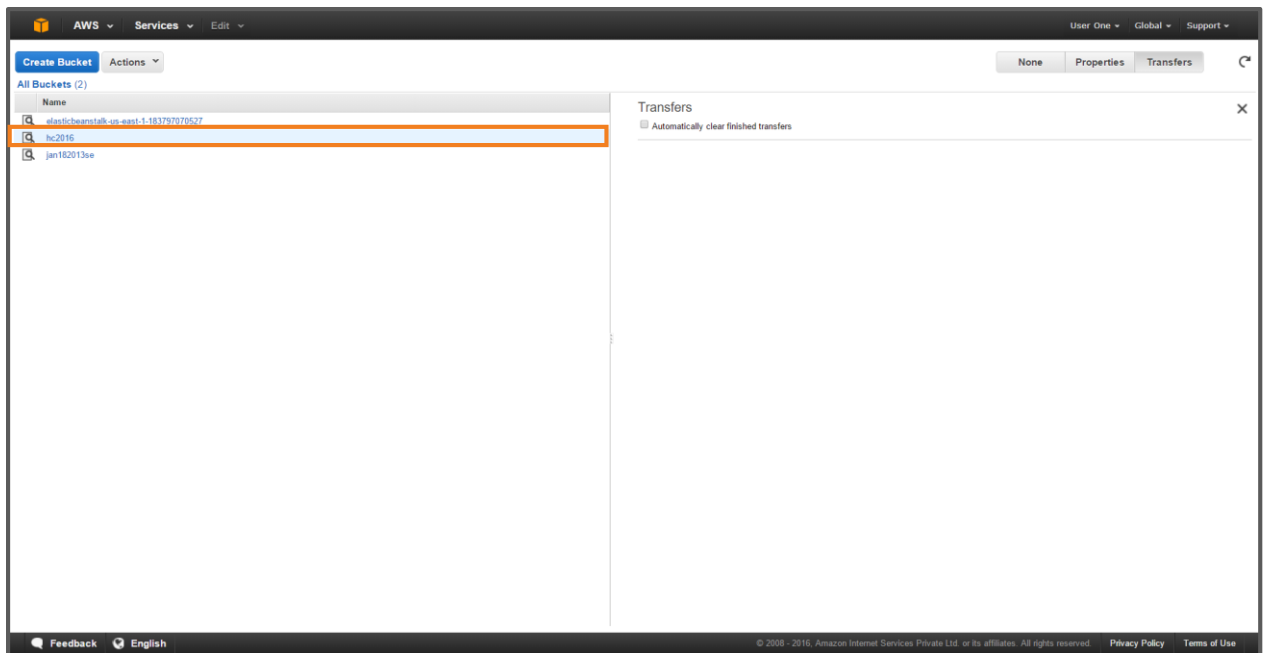 AWS Services Edit User One Global Support
Create Bucket Actions None Properties Transfers
All Buckets (2)
Name
elasticbeanstalk-us-east-1-183797070527
hc2016
jan182013se
Transfers
Automatically clear finished transfers
Feedback English © 2008 - 2016, Amazon Internet Services Private Ltd. or its affiliates. All rights reserved. Privacy Policy Terms of Use